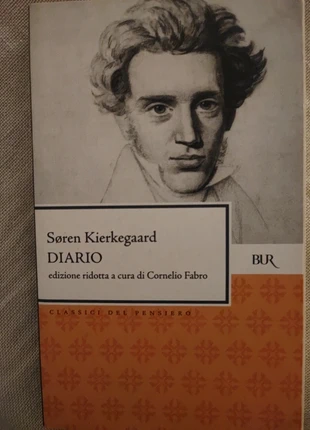 Søren Kierkegaard
DIARIO
edizione ridotta a cura di Cornelio Fabro
BUR
CLASSICI DEL PENSIERO